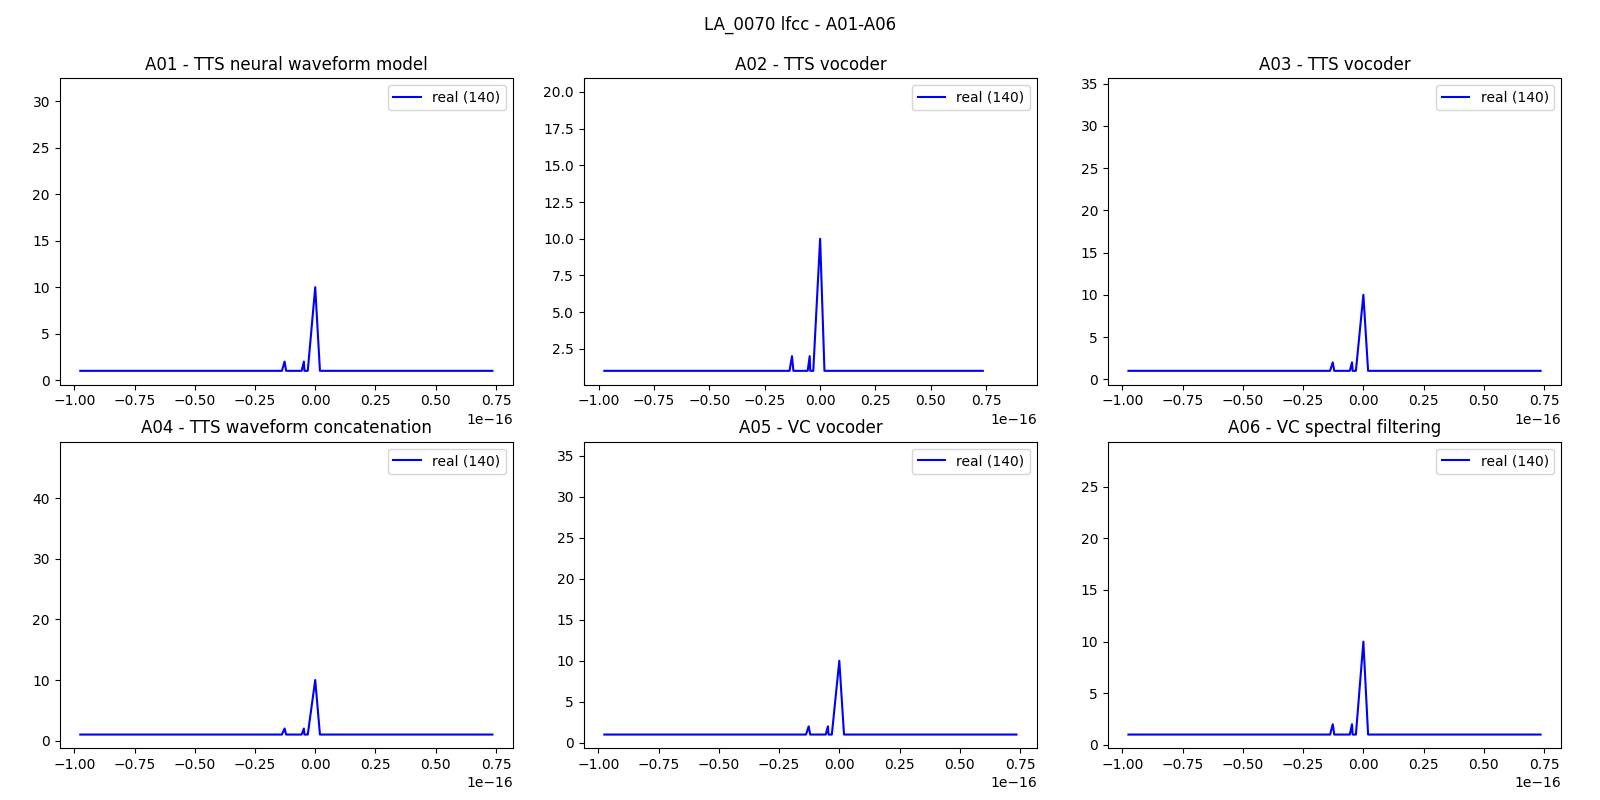 LA_0070 lfcc - A01-A06
A01 - TTS neural waveform model
real (140)
30
25
20
15
10
5
0
−1.00 −0.75 −0.50 −0.25 0.00 0.25 0.50 0.75
1e−16
A02 - TTS vocoder
real (140)
20.0
17.5
15.0
12.5
10.0
7.5
5.0
2.5
−1.00 −0.75 −0.50 −0.25 0.00 0.25 0.50 0.75
1e−16
A03 - TTS vocoder
real (140)
35
30
25
20
15
10
5
0
−1.00 −0.75 −0.50 −0.25 0.00 0.25 0.50 0.75
1e−16
A04 - TTS waveform concatenation
real (140)
40
30
20
10
0
−1.00 −0.75 −0.50 −0.25 0.00 0.25 0.50 0.75
1e−16
A05 - VC vocoder
real (140)
35
30
25
20
15
10
5
0
−1.00 −0.75 −0.50 −0.25 0.00 0.25 0.50 0.75
1e−16
A06 - VC spectral filtering
real (140)
25
20
15
10
5
0
−1.00 −0.75 −0.50 −0.25 0.00 0.25 0.50 0.75
1e−16